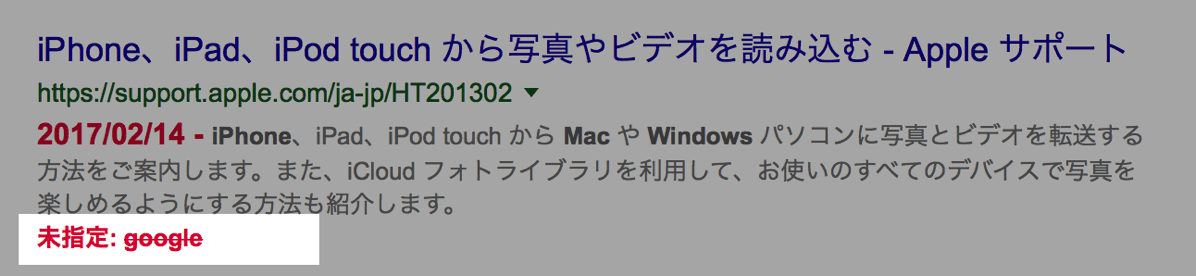 iPhone、iPad、iPod touch から写真やビデオを読み込む - Apple サポート
https://support.apple.com/ja-jp/HT201302
2017/02/14 - iPhone、iPad、iPod touch から Mac や Windows パソコンに写真とビデオを転送する
方法をご案内します。また、iCloud フォトライブラリを利用して、お使いのすべてのデバイスで写真を
楽しめるようにする方法も紹介します。
未指定: google